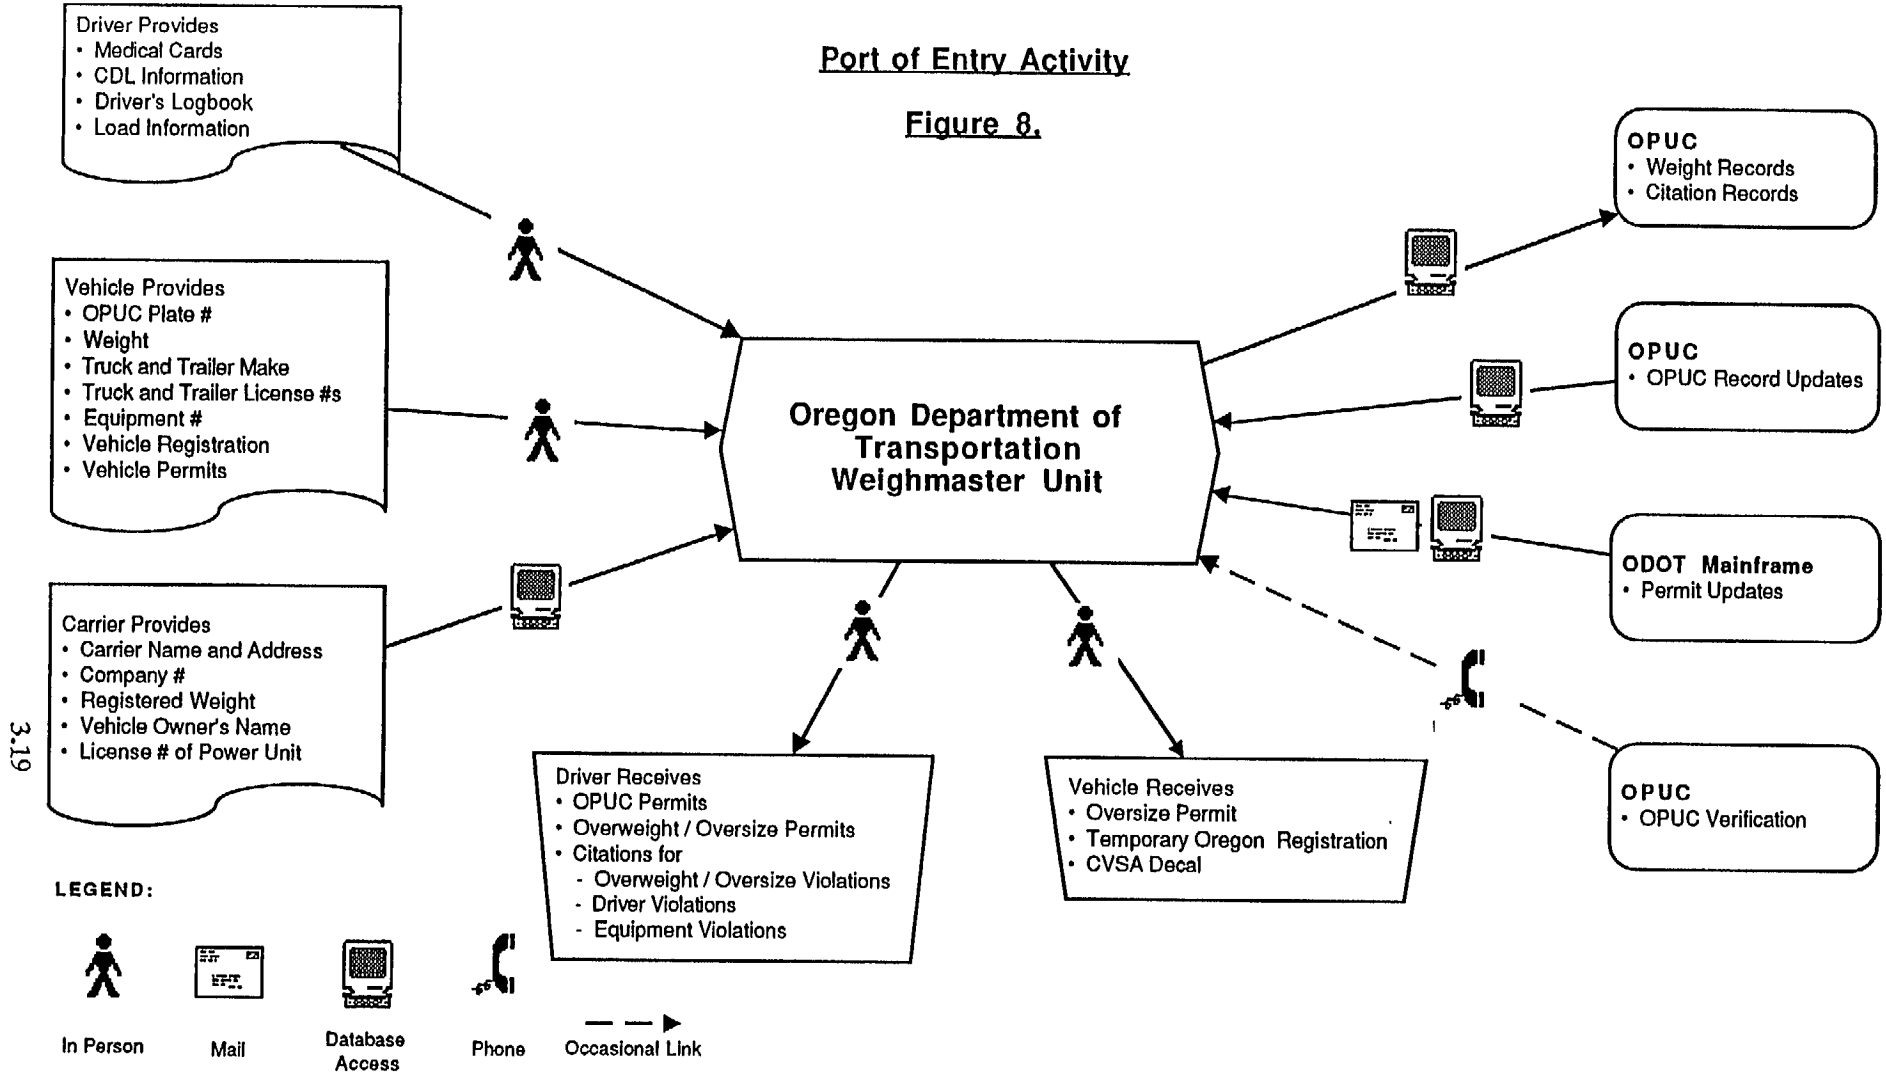 Port of Entry Activity
Figure 8.
Driver Provides
• Medical Cards
• CDL Information
• Driver's Logbook
• Load Information
Vehicle Provides
• OPUC Plate #
• Weight
• Truck and Trailer Make
• Truck and Trailer License #s
• Equipment #
• Vehicle Registration
• Vehicle Permits
Carrier Provides
• Carrier Name and Address
• Company #
• Registered Weight
• Vehicle Owner's Name
• License # of Power Unit
Oregon Department of
Transportation
Weighmaster Unit
OPUC
• Weight Records
• Citation Records
OPUC
• OPUC Record Updates
ODOT Mainframe
• Permit Updates
OPUC
• OPUC Verification
Driver Receives
• OPUC Permits
• Overweight / Oversize Permits
• Citations for
- Overweight / Oversize Violations
- Driver Violations
- Equipment Violations
Vehicle Receives
• Oversize Permit
• Temporary Oregon Registration
• CVSA Decal
3.19
LEGEND:
In Person
Mail
Database
Access
Phone
Occasional Link